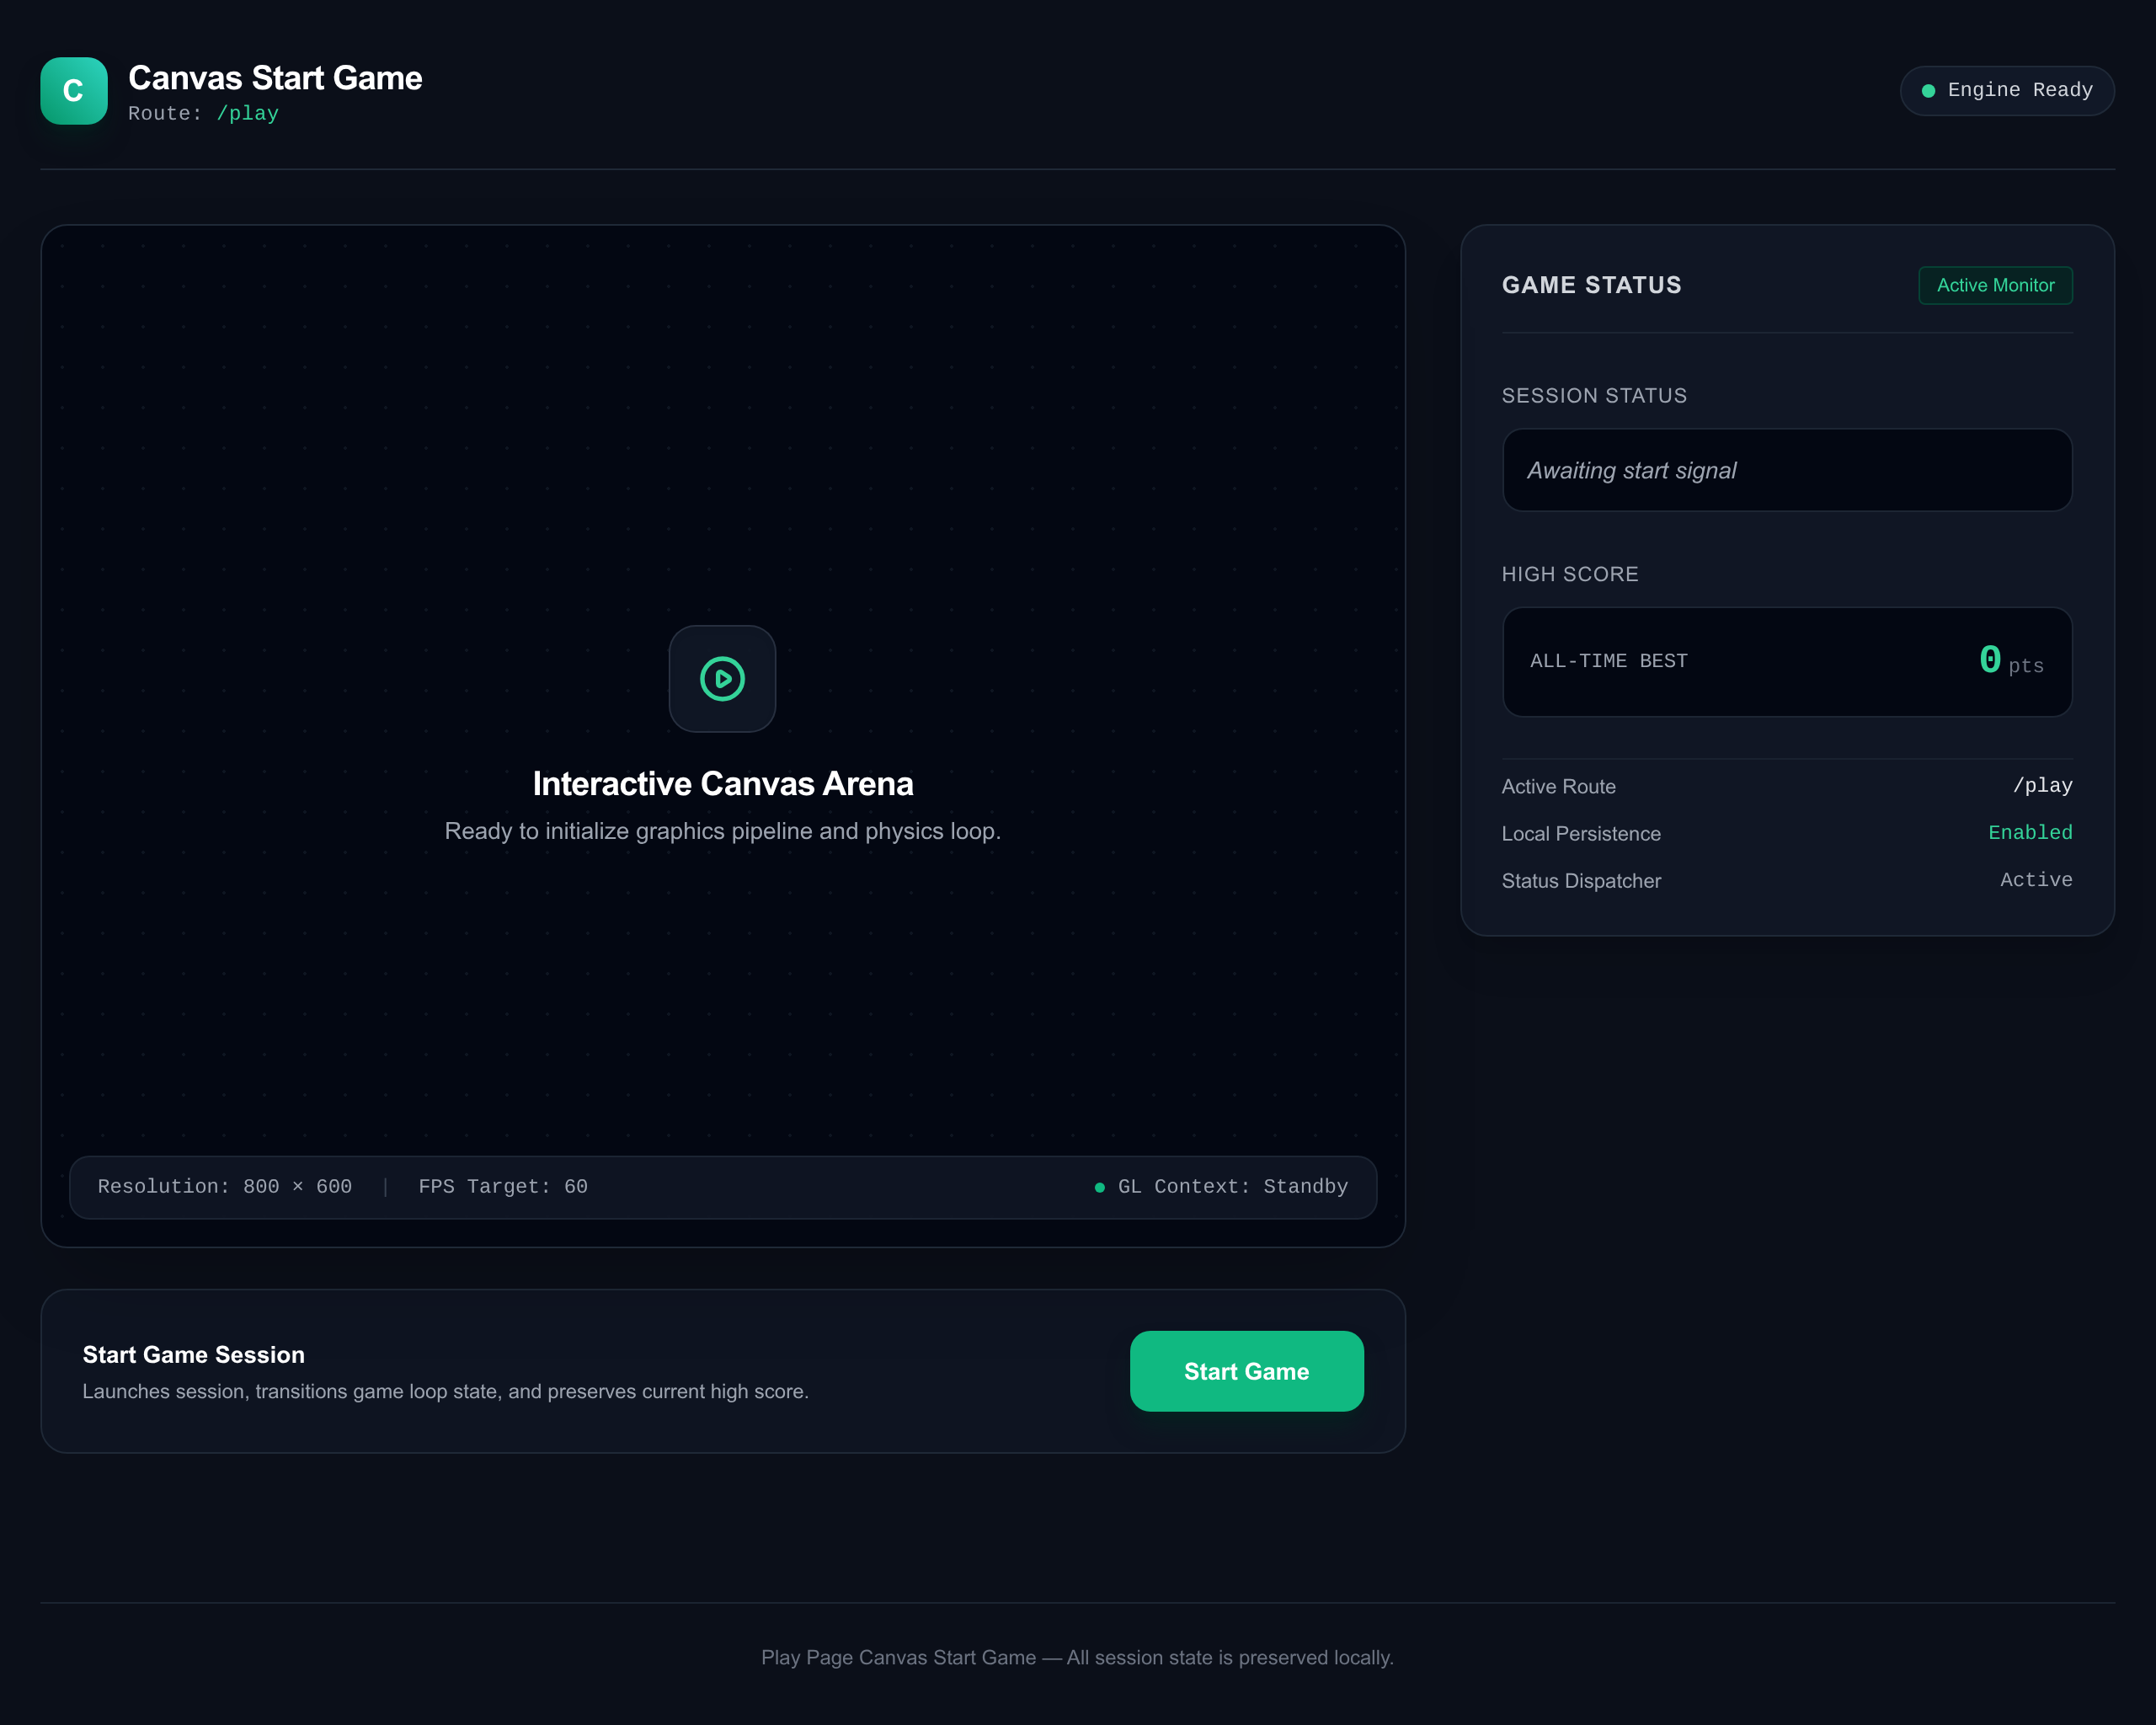 C
Canvas Start Game
Route: /play
Engine Ready
Interactive Canvas Arena
Ready to initialize graphics pipeline and physics loop.
Resolution: 800 × 600 | FPS Target: 60
GL Context: Standby
Start Game Session
Launches session, transitions game loop state, and preserves current high score.
Start Game
GAME STATUS
Active Monitor
SESSION STATUS
Awaiting start signal
HIGH SCORE
ALL-TIME BEST 0 pts
Active Route /play
Local Persistence Enabled
Status Dispatcher Active
Play Page Canvas Start Game — All session state is preserved locally.